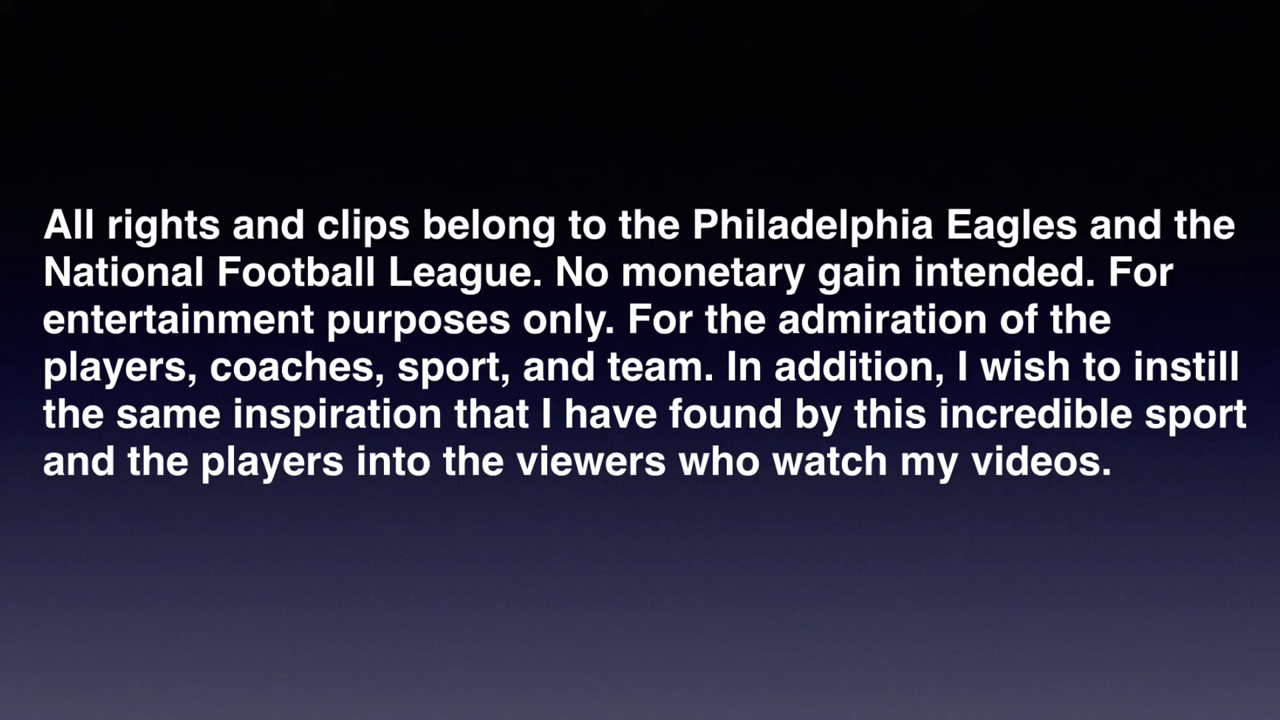 All rights and clips belong to the Philadelphia Eagles and the
National Football League. No monetary gain intended. For
entertainment purposes only. For the admiration of the
players, coaches, sport, and team. In addition, I wish to instill
the same inspiration that I have found by this incredible sport
and the players into the viewers who watch my videos.